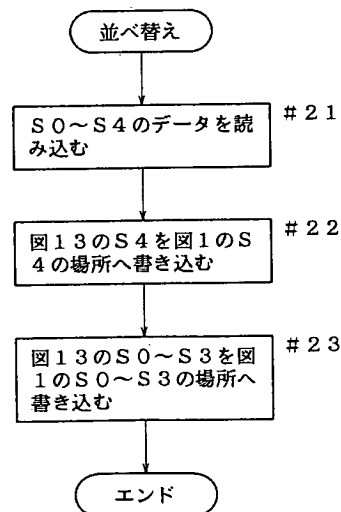 並べ替え
S0～S4のデータを読
み込む
#21
図13のS4を図1のS
4の場所へ書き込む
#22
図13のS0～S3を図
1のS0～S3の場所へ
書き込む
#23
エンド